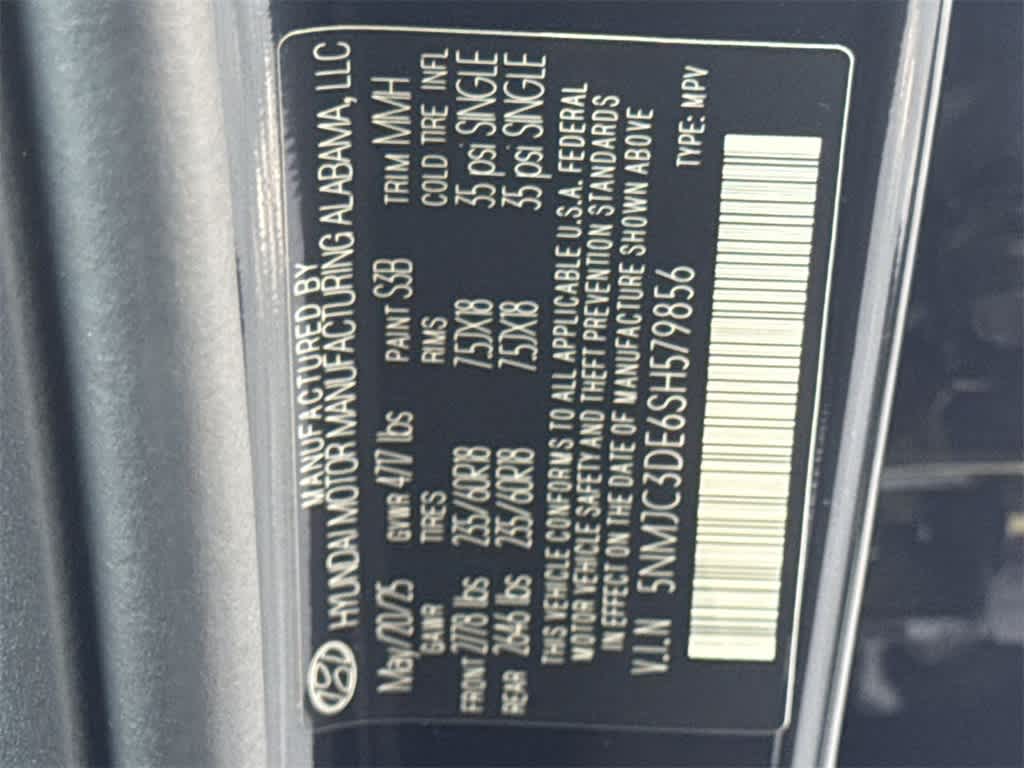 MANUFACTURED BY
HYUNDAI MOTOR MANUFACTURING ALABAMA, LLC
May/20/25 GVWR 4717 lbs PAINT S3B TRIM MMH
GAWR TIRES RIMS COLD TIRE INFL
FRONT 2778 lbs 235/60R18 7.5X18 35 psi SINGLE
REAR 2646 lbs 235/60R18 7.5X18 35 psi SINGLE
THIS VEHICLE CONFORMS TO ALL APPLICABLE U.S.A. FEDERAL
MOTOR VEHICLE SAFETY AND THEFT PREVENTION STANDARDS
IN EFFECT ON THE DATE OF MANUFACTURE SHOWN ABOVE
V.I.N 5NMJC3DE6SH579856 TYPE: MPV